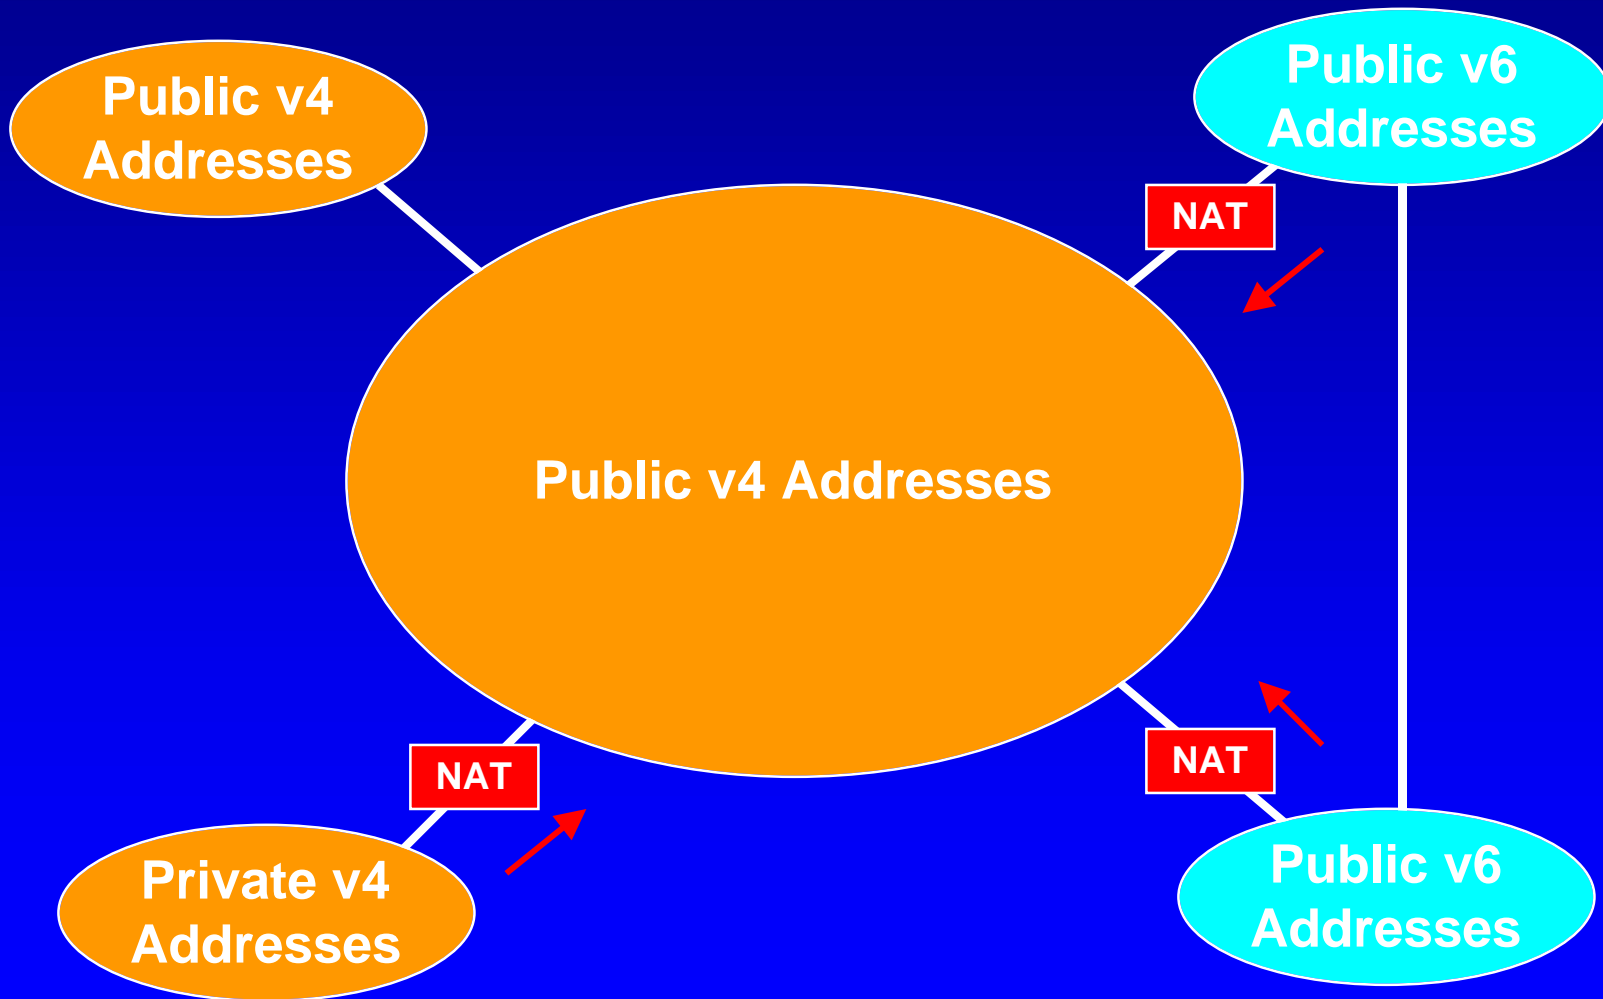 Public v4
Addresses
Public v6
Addresses
NAT
Public v4 Addresses
NAT
NAT
Private v4
Addresses
Public v6
Addresses